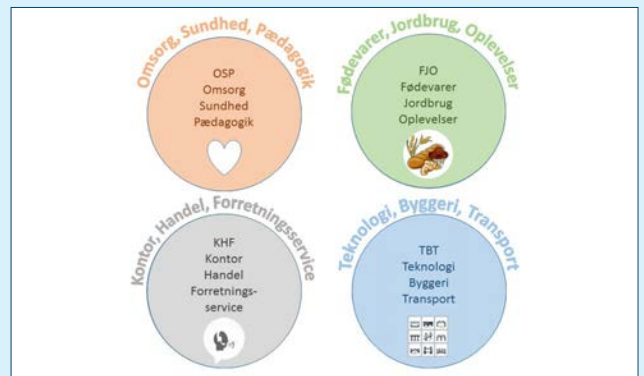 Omsorg, Sundhed, Pædagogik
OSP
Omsorg
Sundhed
Pædagogik
Fødevarer, Jordbrug, Oplevelser
FJO
Fødevarer
Jordbrug
Oplevelser
Kontor, Handel, Forretningsservice
KHF
Kontor
Handel
Forretnings-
service
Teknologi, Byggeri, Transport
TBT
Teknologi
Byggeri
Transport